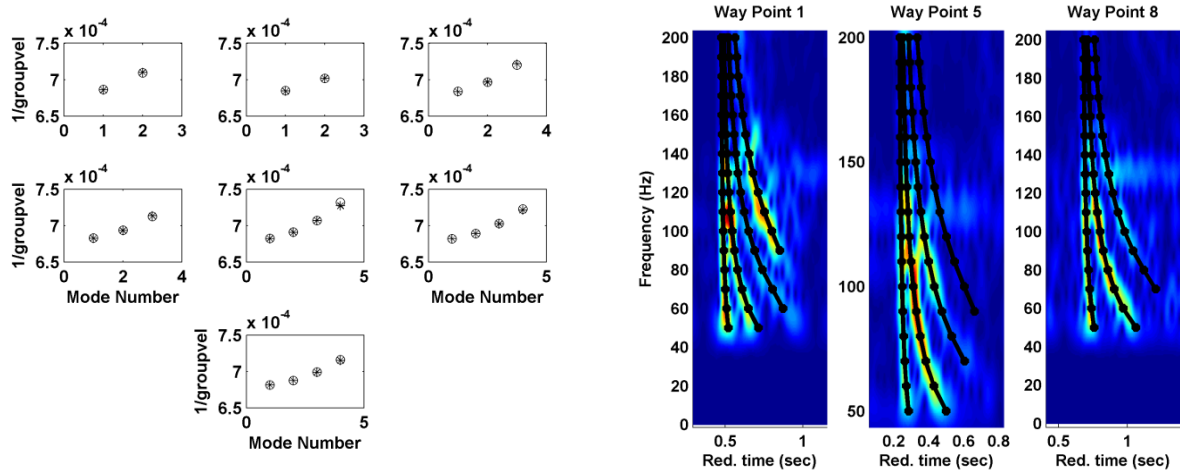 x 10⁻⁴
7.5
7
6.5
0 1 2 3
1/groupvel
x 10⁻⁴
7.5
7
6.5
0 1 2 3
x 10⁻⁴
7.5
7
6.5
0 2 4
x 10⁻⁴
7.5
7
6.5
0 2 4
1/groupvel
Mode Number
x 10⁻⁴
7.5
7
6.5
0 5
Mode Number
x 10⁻⁴
7.5
7
6.5
0 5
Mode Number
x 10⁻⁴
7.5
7
6.5
0 5
1/groupvel
Mode Number
Way Point 1
200
180
160
140
120
100
80
60
40
20
0
Frequency (Hz)
0.5 1
Red. time (sec)
Way Point 5
200
150
100
50
0.2 0.4 0.6 0.8
Red. time (sec)
Way Point 8
200
180
160
140
120
100
80
60
40
20
0
1
Red. time (sec)